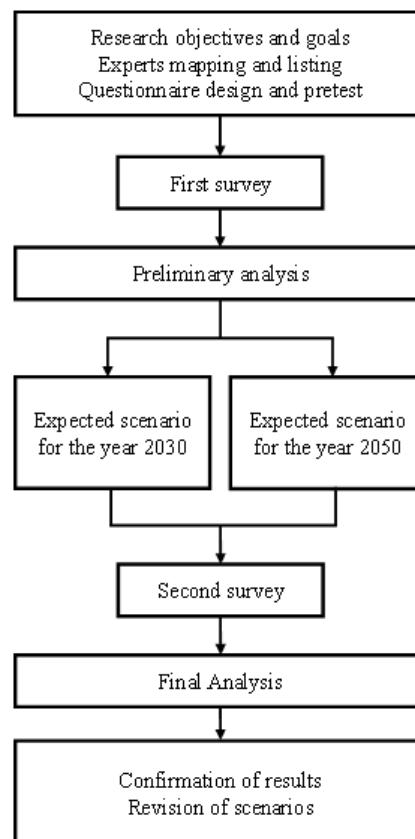 Research objectives and goals
Experts mapping and listing
Questionnaire design and pretest
First survey
Preliminary analysis
Expected scenario
for the year 2030
Expected scenario
for the year 2050
Second survey
Final Analysis
Confirmation of results
Revision of scenarios